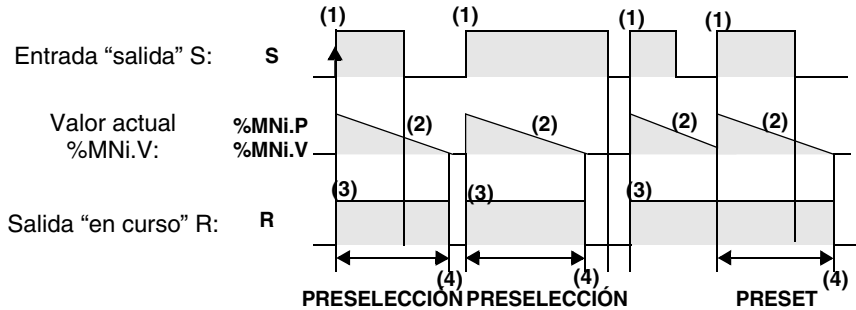 (1) (1) (1) (1)
Entrada “salida” S: S
Valor actual %MNi.P (2) (2) (2) (2)
%MNi.V: %MNi.V
(3) (3) (3)
Salida “en curso” R: R
(4) (4) (4)
PRESELECCIÓN PRESELECCIÓN PRESET